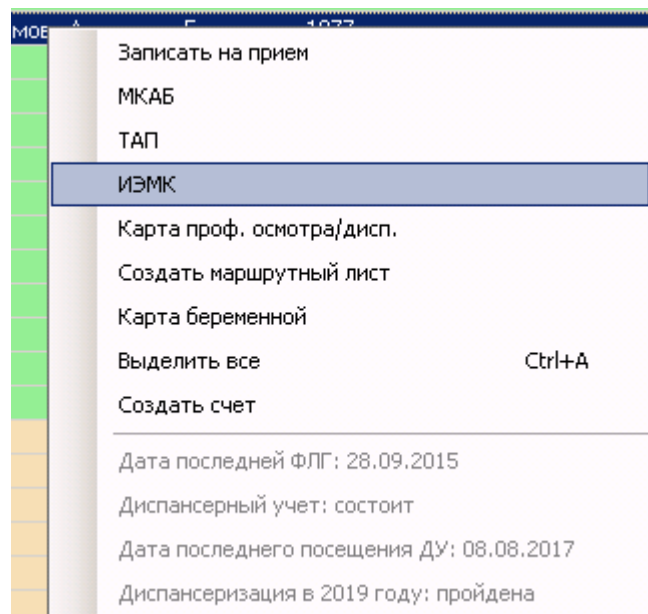 Записать на прием
МКАБ
ТАП
ИЭМК
Карта проф. осмотра/дисп.
Создать маршрутный лист
Карта беременной
Выделить все Ctrl+A
Создать счет
Дата последней ФЛГ: 28.09.2015
Диспансерный учет: состоит
Дата последнего посещения ДУ: 08.08.2017
Диспансеризация в 2019 году: пройдена